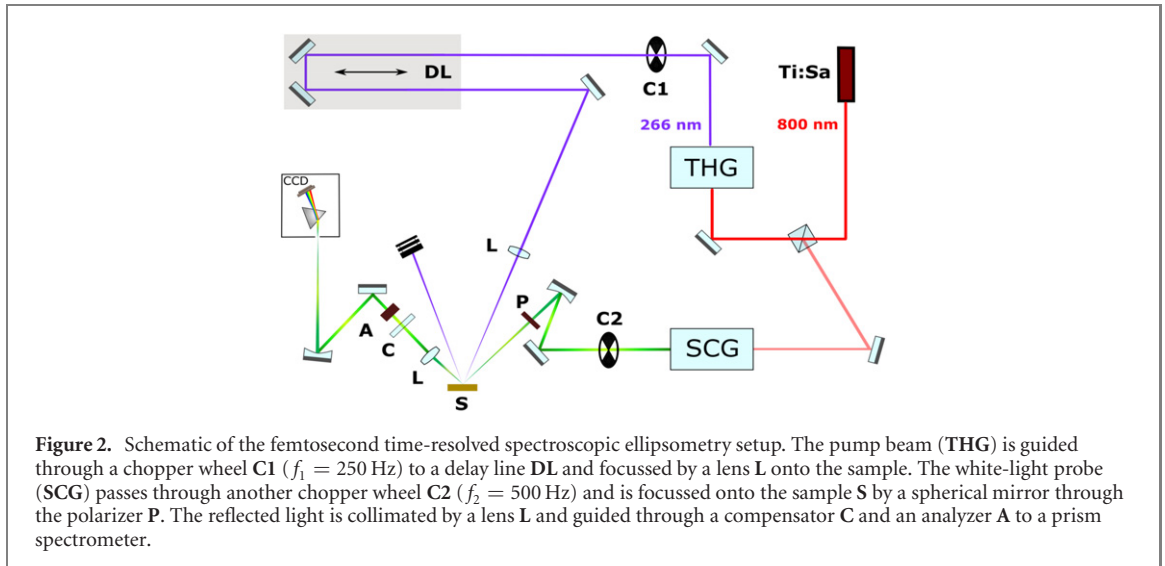 DL
C1
Ti:Sa
266 nm
800 nm
THG
CCD
L
P
C2
A
C
SCG
L
S
Figure 2. Schematic of the femtosecond time-resolved spectroscopic ellipsometry setup. The pump beam (THG) is guided
through a chopper wheel C1 (f₁ = 250 Hz) to a delay line DL and focussed by a lens L onto the sample. The white-light probe
(SCG) passes through another chopper wheel C2 (f₂ = 500 Hz) and is focussed onto the sample S by a spherical mirror through
the polarizer P. The reflected light is collimated by a lens L and guided through a compensator C and an analyzer A to a prism
spectrometer.